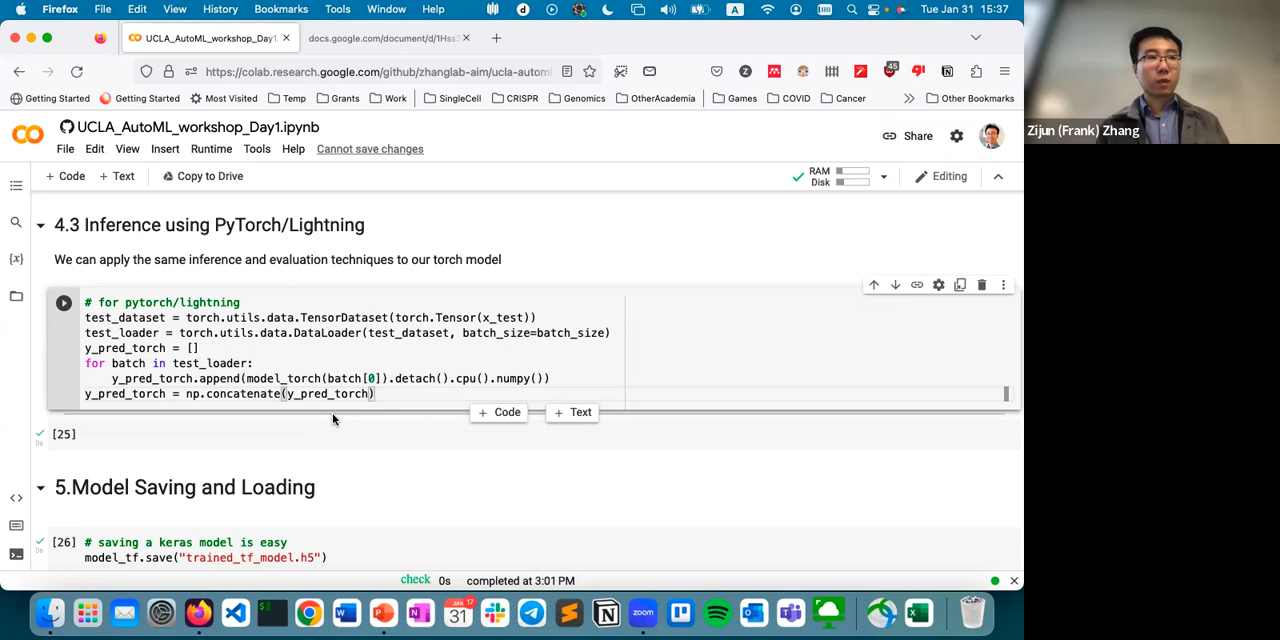 Firefox File Edit View History Bookmarks Tools Window Help Tue Jan 31 15:37
UCLA_AutoML_workshop_Day1. docs.google.com/document/d/1Hss
https://colab.research.google.com/github/zhanglab-aim/ucla-autom 45
Getting Started Getting Started Most Visited Temp Grants Work SingleCell CRISPR Genomics OtherAcademia Games COVID Cancer Other Bookmarks
UCLA_AutoML_workshop_Day1.ipynb
Share
File Edit View Insert Runtime Tools Help Cannot save changes
+ Code + Text Copy to Drive RAM Disk Editing
4.3 Inference using PyTorch/Lightning
We can apply the same inference and evaluation techniques to our torch model
# for pytorch/lightning
test_dataset = torch.utils.data.TensorDataset(torch.Tensor(x_test))
test_loader = torch.utils.data.DataLoader(test_dataset, batch_size=batch_size)
y_pred_torch = []
for batch in test_loader:
y_pred_torch.append(model_torch(batch[0]).detach().cpu().numpy())
y_pred_torch = np.concatenate(y_pred_torch)
+ Code + Text
0s
[25]
5.Model Saving and Loading
[26] # saving a keras model is easy
0s
model_tf.save("trained_tf_model.h5")
check 0s completed at 3:01 PM
JAN 17
31
zoom
Zijun (Frank) Zhang